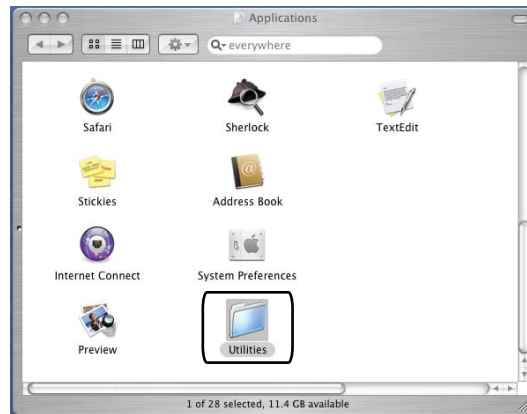 Applications
everywhere
Safari
Sherlock
TextEdit
Stickies
Address Book
Internet Connect
System Preferences
Preview
Utilities
1 of 28 selected, 11.4 GB available